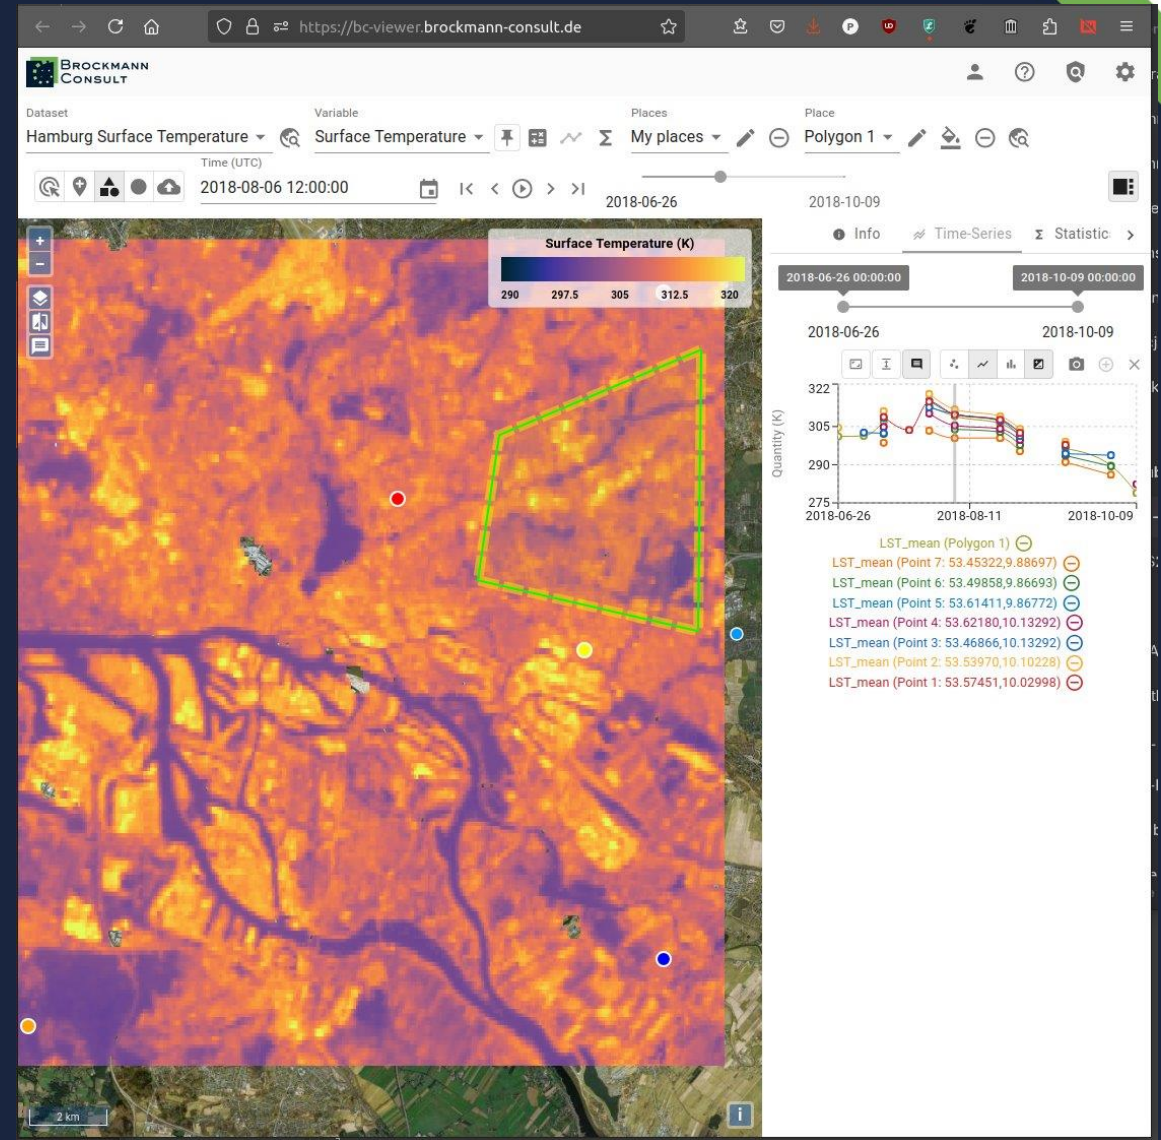 https://bc-viewer.brockmann-consult.de
BROCKMANN
CONSULT
Dataset
Hamburg Surface Temperature
Variable
Surface Temperature
Places
My places
Place
Polygon 1
Time (UTC)
2018-08-06 12:00:00
2018-06-26
2018-10-09
Info
Time-Series
Σ Statistic
Surface Temperature (K)
290 297.5 305 312.5 320
2018-06-26 00:00:00
2018-10-09 00:00:00
2018-06-26
2018-10-09
Quantity (K)
322
305
290
275
2018-06-26
2018-08-11
2018-10-09
LST_mean (Polygon 1)
LST_mean (Point 7: 53.45322,9.88697)
LST_mean (Point 6: 53.49858,9.86693)
LST_mean (Point 5: 53.61411,9.86772)
LST_mean (Point 4: 53.62180,10.13292)
LST_mean (Point 3: 53.46866,10.13292)
LST_mean (Point 2: 53.53970,10.10228)
LST_mean (Point 1: 53.57451,10.02998)
2 km
i